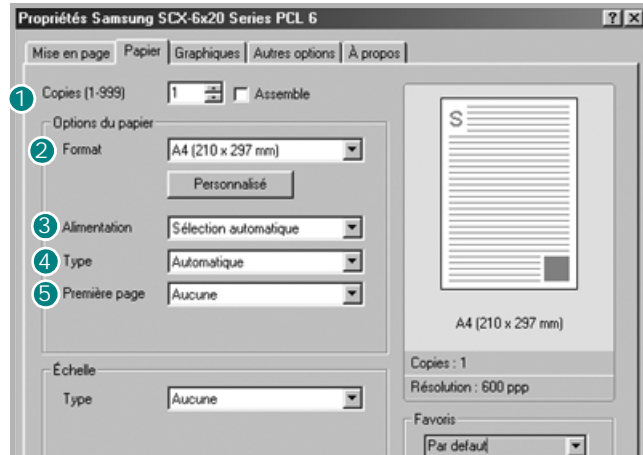 Propriétés Samsung SCX-6x20 Series PCL 6
Mise en page Papier Graphiques Autres options À propos
1 Copies (1-999) 1 Assemble
Options du papier
2 Format A4 (210 x 297 mm)
Personnalisé
3 Alimentation Sélection automatique
4 Type Automatique
5 Première page Aucune
S
A4 (210 x 297 mm)
Copies : 1
Résolution : 600 ppp
Échelle
Type Aucune
Favoris
Par defaut